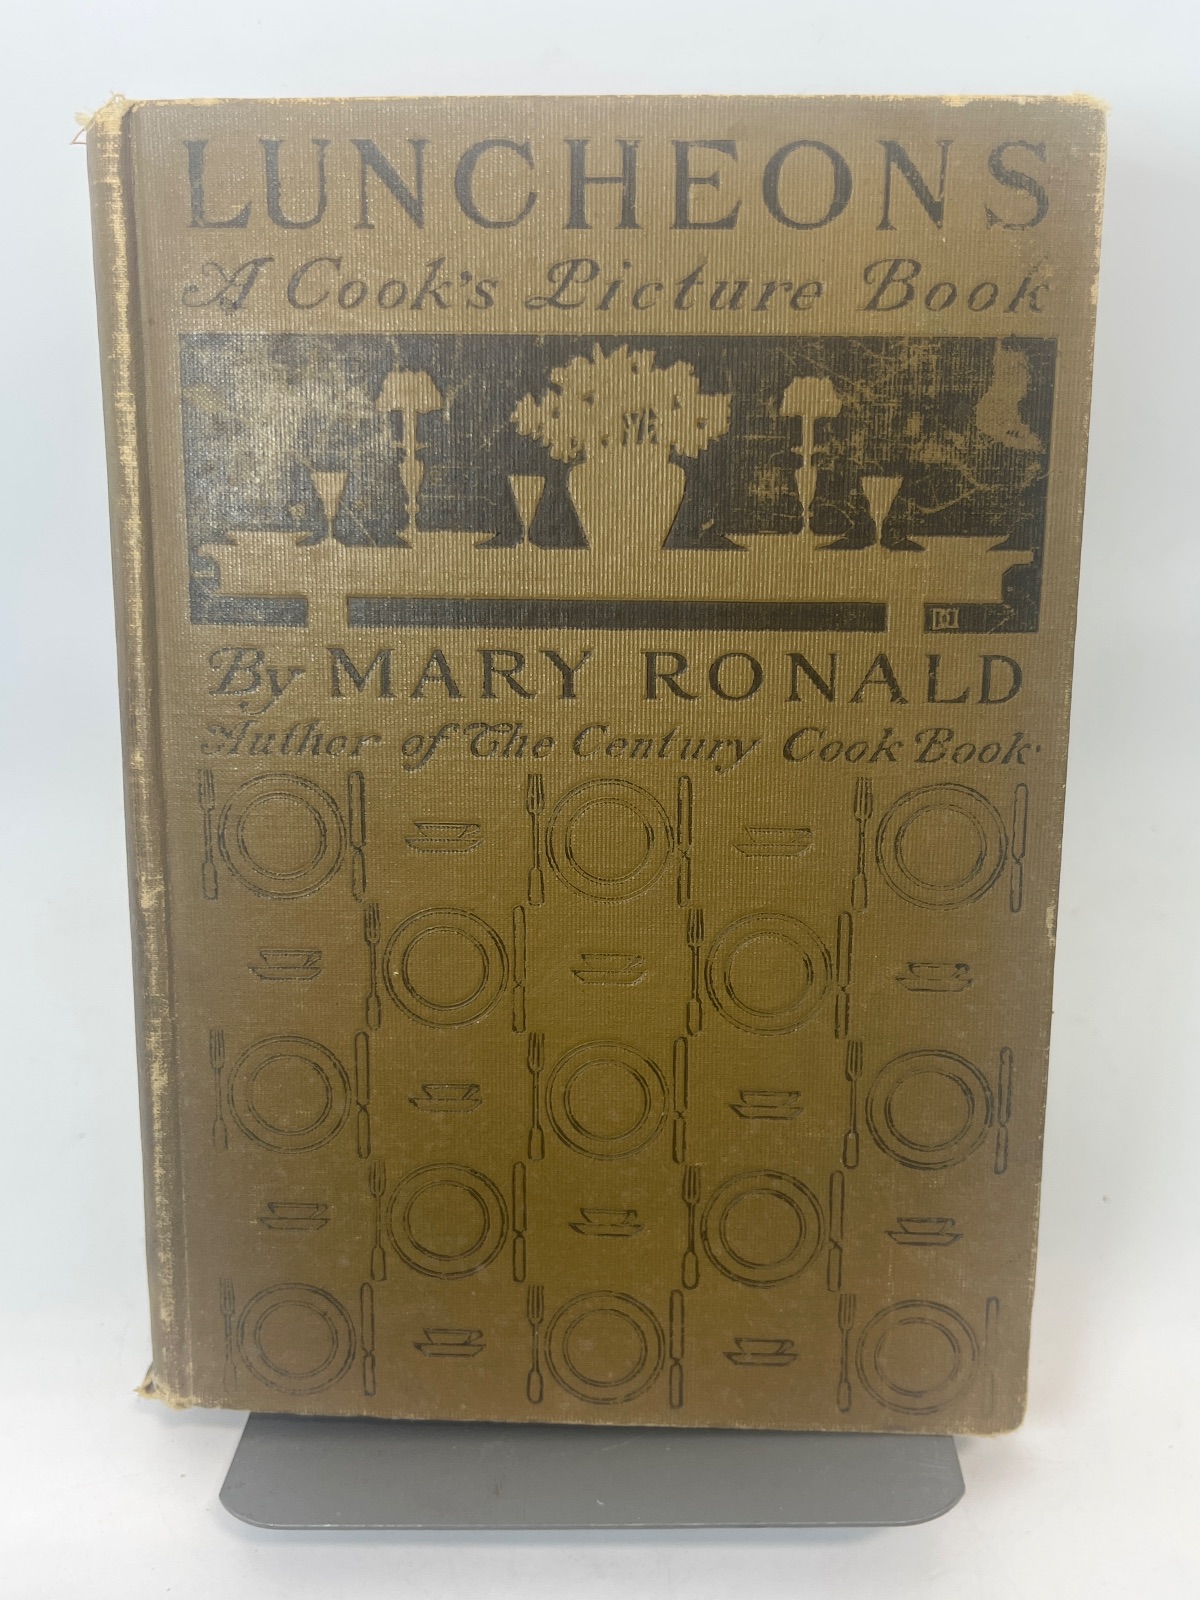 LUNCHEONS
A Cook's Picture Book
By MARY RONALD
Author of The Century Cook Book.